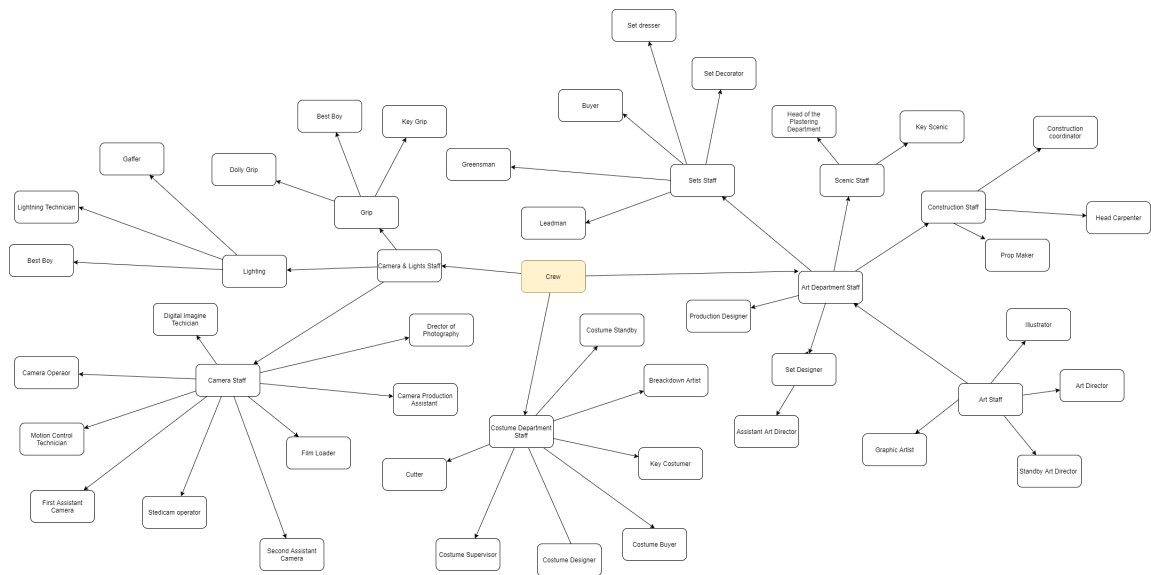 Set dresser
Set Decorator
Best Boy
Key Grip
Buyer
Head of the
Plastering
Department
Key Scenic
Construction
coordinator
Gaffer
Dolly Grip
Greensman
Sets Staff
Scenic Staff
Lightning Technician
Grip
Leadman
Construction Staff
Head Carpenter
Best Boy
Lighting
Camera & Lights Staff
Crew
Art Department Staff
Prop Maker
Digital Imagine
Techician
Drector of
Photography
Costume Standby
Production Designer
Illustrator
Camera Operaor
Camera Staff
Camera Production
Assistant
Breackdown Artist
Set Designer
Art Staff
Art Director
Motion Control
Technician
Film Loader
Costume Department
Staff
Assistant Art Director
Graphic Artist
Cutter
Key Costumer
Standby Art Director
First Assistant
Camera
Stedicam operator
Second Assistant
Camera
Costume Supervisor
Costume Designer
Costume Buyer